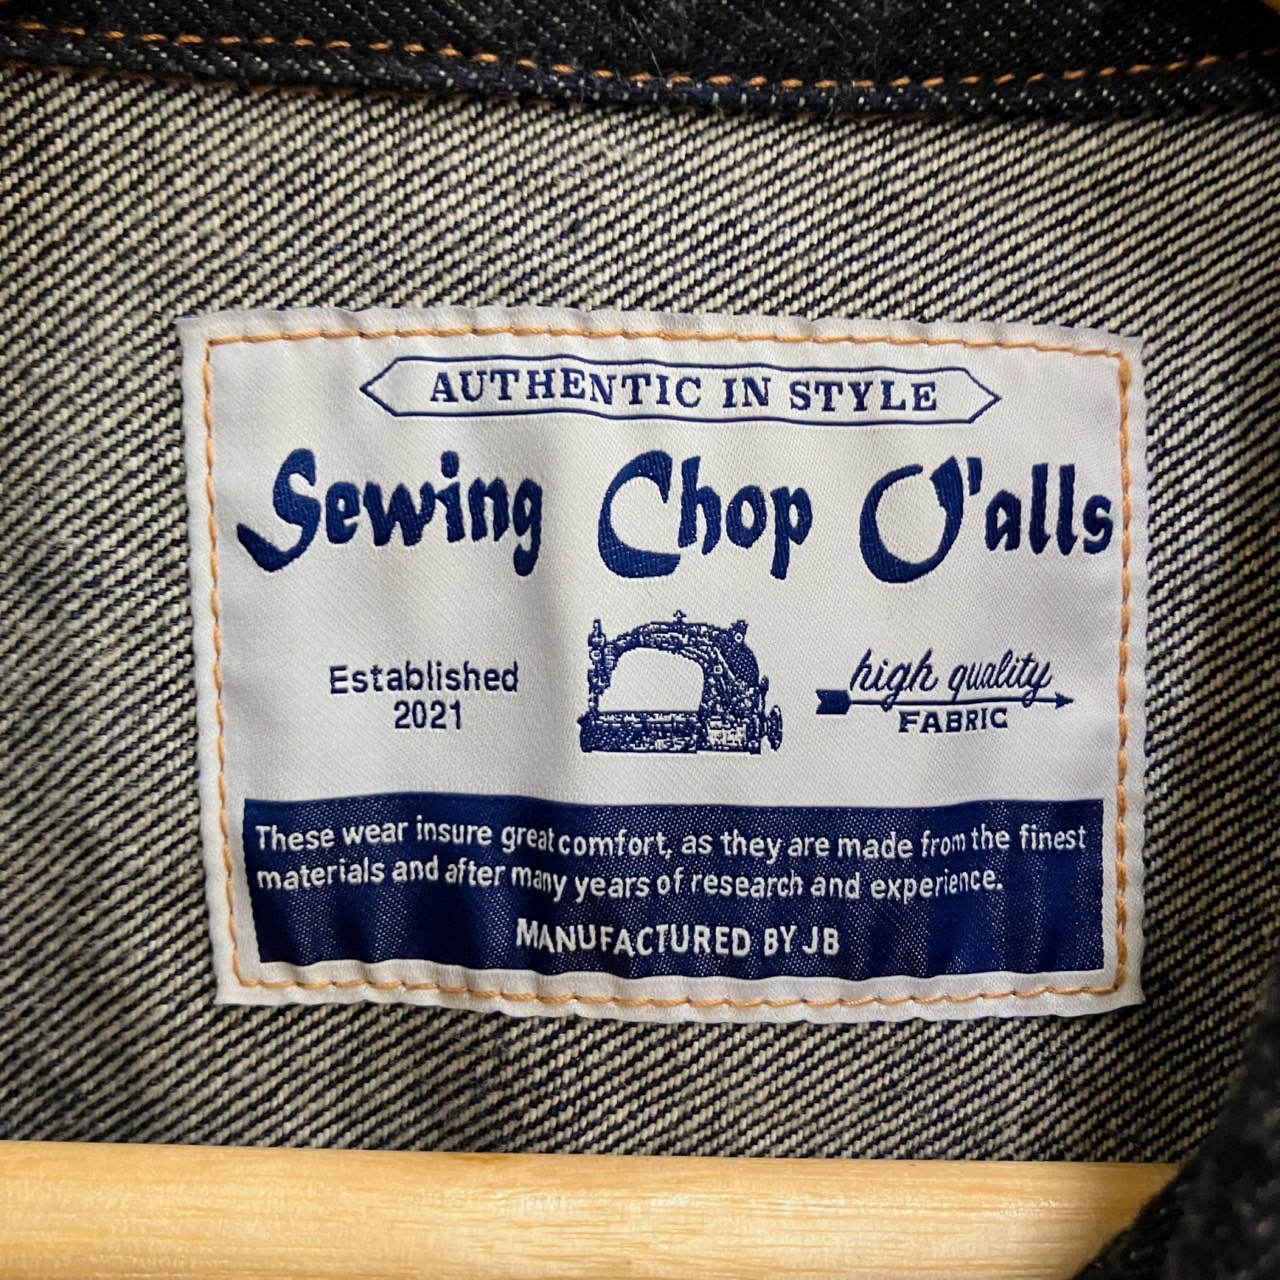 AUTHENTIC IN STYLE
Sewing Chop O'alls
Established
2021
high quality
FABRIC
These wear insure great comfort, as they are made from the finest
materials and after many years of research and experience.
MANUFACTURED BY JB